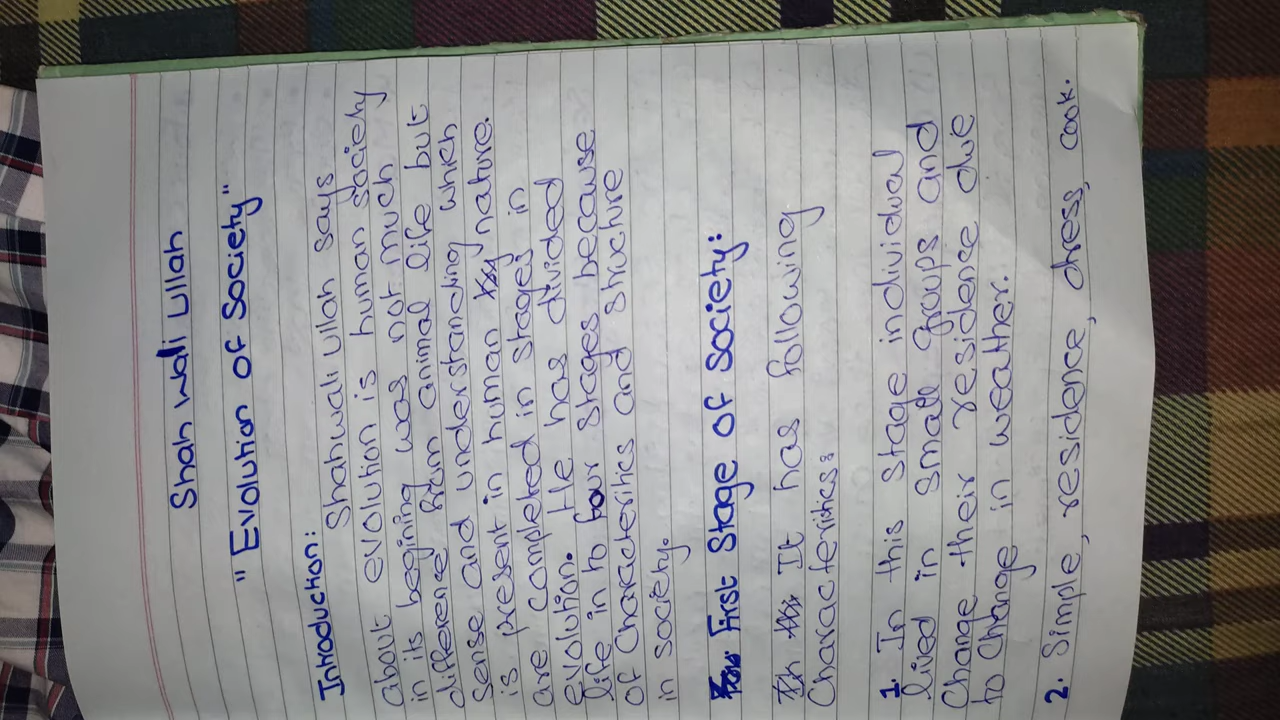 Shah Wali Ullah
"Evolution of Society"
Introduction:
Shahwali ullah says
about evolution is human society
in its begining was not much
difference from animal life but
sense and understanding which
is present in human nature.
are completed in stages in
evolution. He has divided
life in to four stages because
of Characteritics and structure
in society.
First Stage of Society:
It has following
Characteristics:
1. In this stage individual
lived in small groups and
Change their residence due
to Change in weather.
2. Simple, residence, dress, cook.